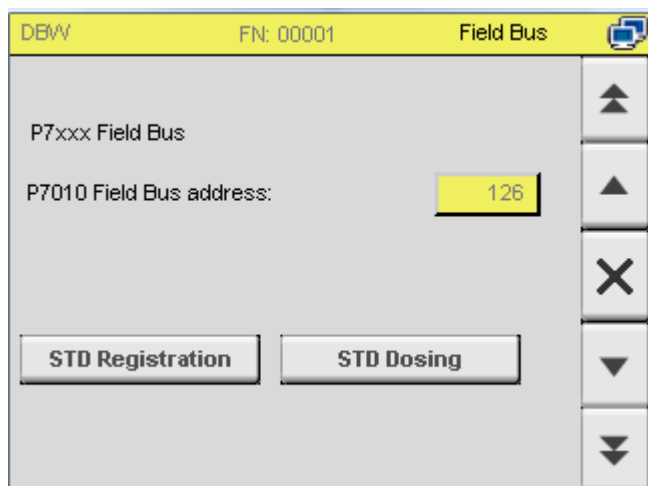 DBW FN: 00001 Field Bus
P7xxx Field Bus
P7010 Field Bus address: 126
STD Registration STD Dosing